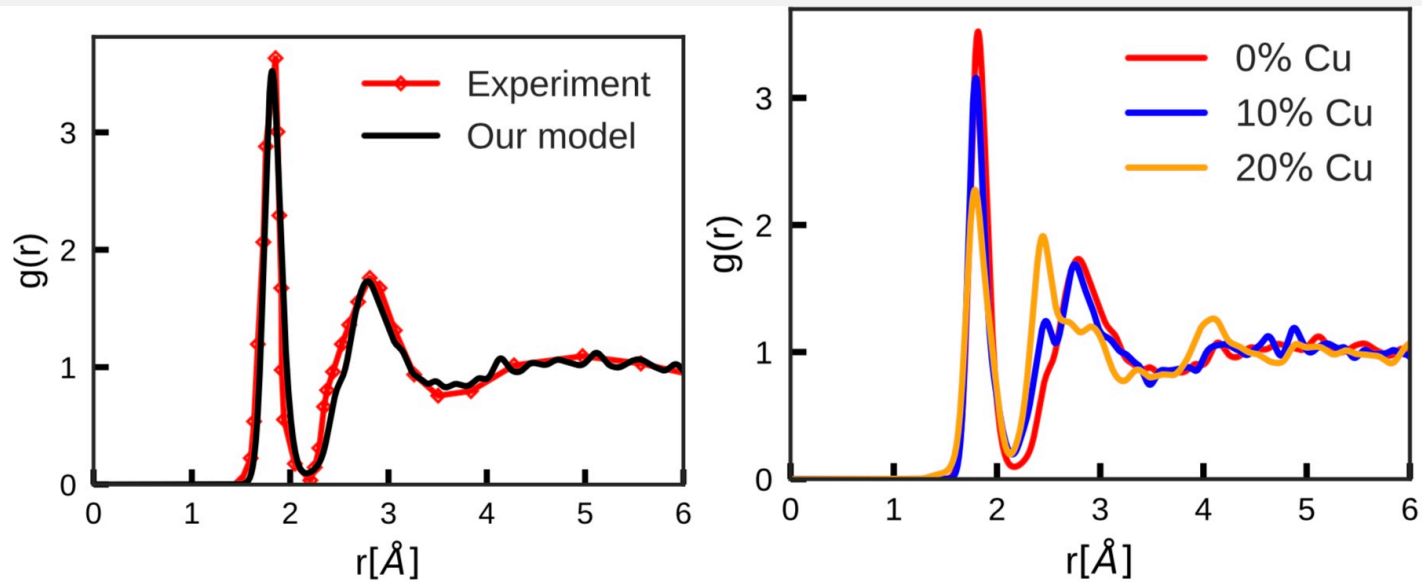 Experiment
Our model
3
2
1
0
0 1 2 3 4 5 6
g(r)
r[Å]
0% Cu
10% Cu
20% Cu
3
2
1
0
0 1 2 3 4 5 6
g(r)
r[Å]